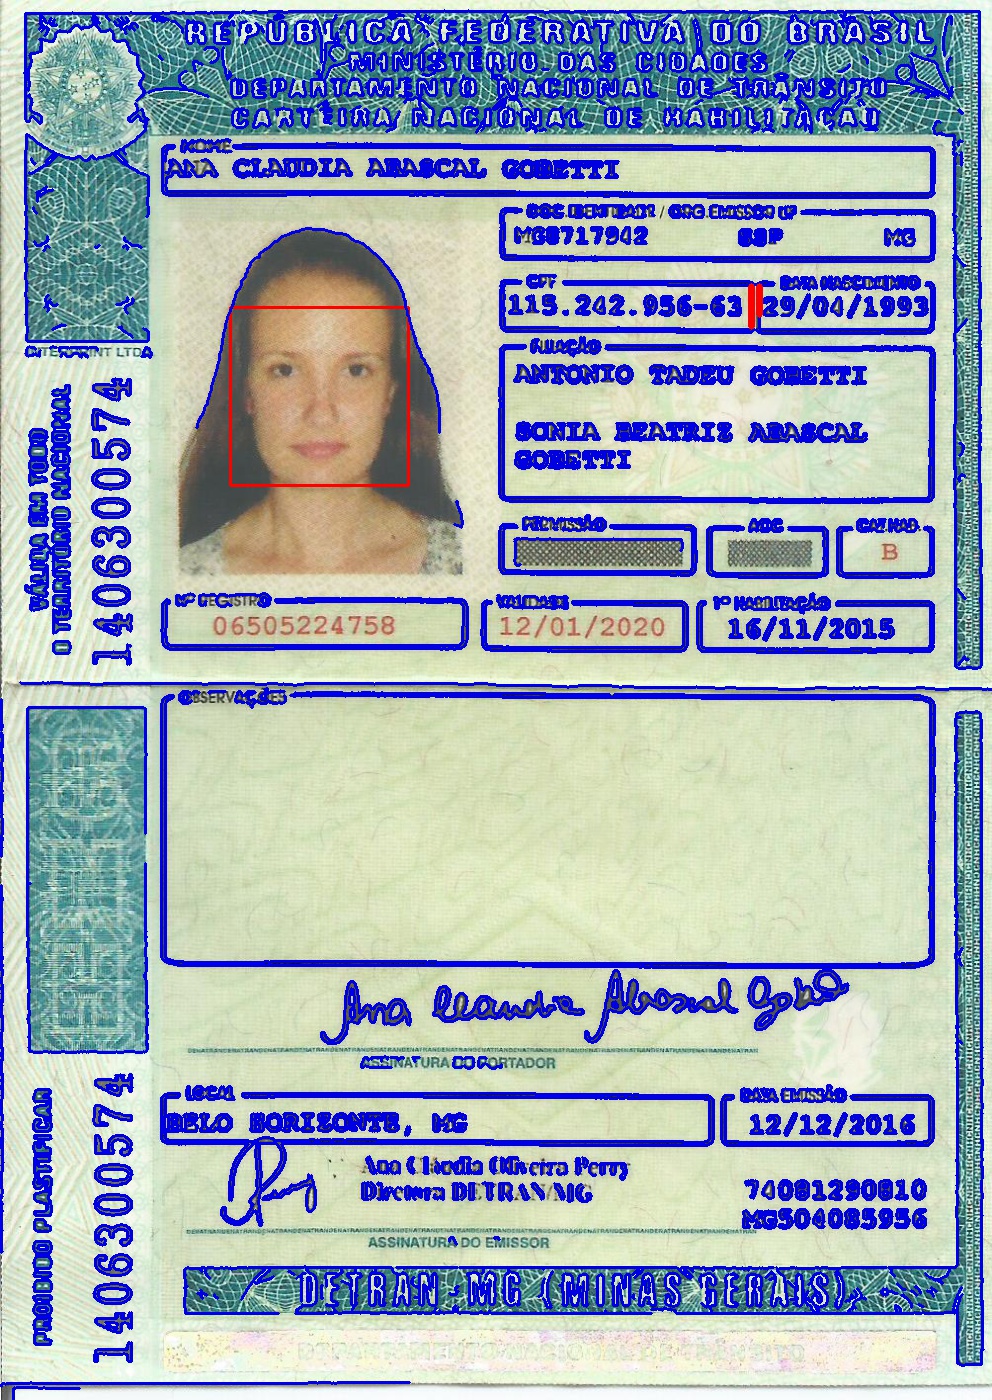 REPÚBLICA FEDERATIVA DO BRASIL
MINISTÉRIO DAS CIDADES
DEPARTAMENTO NACIONAL DE TRÂNSITO
CARTEIRA NACIONAL DE HABILITAÇÃO
NOME
ANA CLAUDIA ABASCAL GOBETTI
DOC IDENTIDADE / ORG EMISSOR UF
MG8717942 SSP MG
CPF DATA NASCIMENTO
115.242.956-63 29/04/1993
FILIAÇÃO
ANTONIO TADEU GOBETTI
SONIA BEATRIZ ABASCAL
GOBETTI
PERMISSÃO ACC CAT HAB
B
Nº REGISTRO VALIDADE 1ª HABILITAÇÃO
06505224758 12/01/2020 16/11/2015
INTERPRINT LTDA
VÁLIDA EM TODO
O TERRITÓRIO NACIONAL
1406300574
OBSERVAÇÕES
Ana Claudia Abascal Gobetti
ASSINATURA DO PORTADOR
LOCAL DATA EMISSÃO
BELO HORIZONTE, MG 12/12/2016
Ana Cláudia Oliveira Perry
Diretora DETRAN/MG
74081290810
MG504085956
ASSINATURA DO EMISSOR
PROIBIDO PLASTIFICAR
1406300574
DETRAN-MG (MINAS GERAIS)